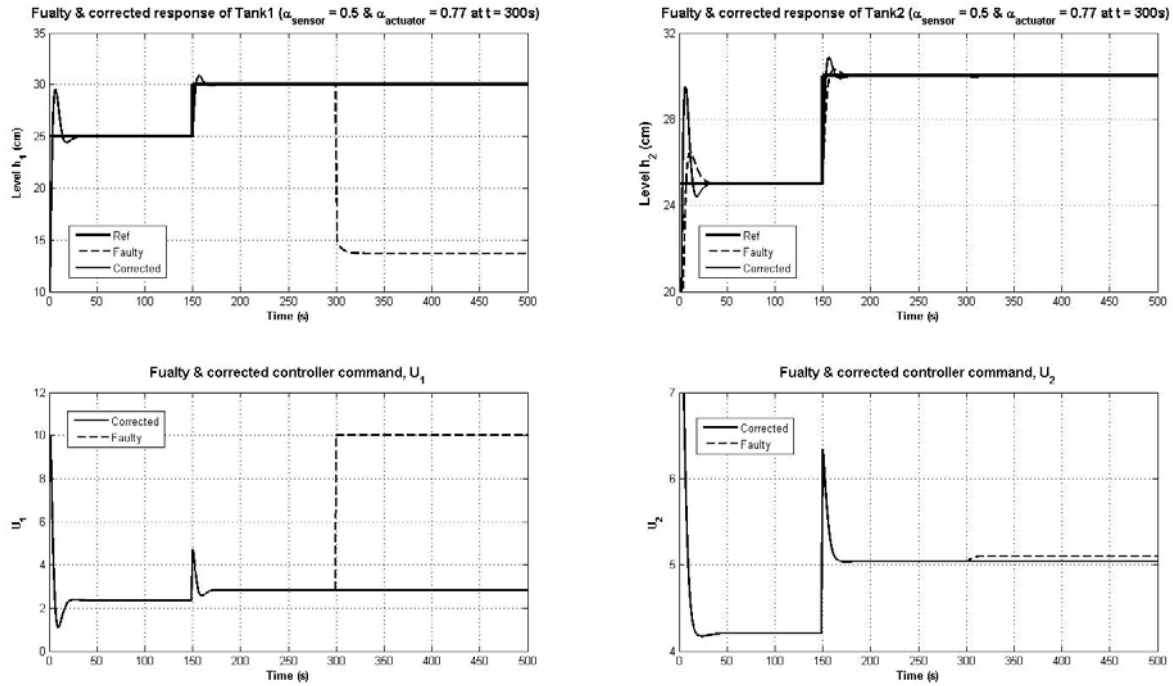 Fualty & corrected response of Tank1 (αsensor = 0.5 & αactuator = 0.77 at t = 300s)
35
30
25
20
15
10
Level h1 (cm)
Ref
Faulty
Corrected
0 50 100 150 200 250 300 350 400 450 500
Time (s)
Fualty & corrected response of Tank2 (αsensor = 0.5 & αactuator = 0.77 at t = 300s)
32
28
24
20
Level h2 (cm)
Ref
Faulty
Corrected
0 50 100 150 200 250 300 350 400 450 500
Time (s)
Fualty & corrected controller command, U1
12
10
8
6
4
2
0
U1
Corrected
Faulty
0 50 100 150 200 250 300 350 400 450 500
Time (s)
Fualty & corrected controller command, U2
7
6
5
4
U2
Corrected
Faulty
0 50 100 150 200 250 300 350 400 450 500
Time (s)